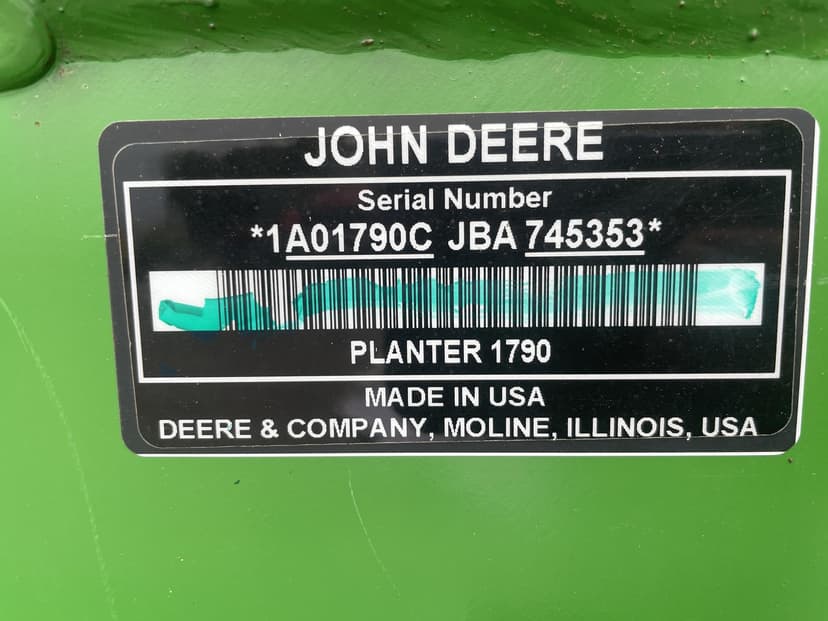 JOHN DEERE
Serial Number
*1A01790C JBA 745353*
PLANTER 1790
MADE IN USA
DEERE & COMPANY, MOLINE, ILLINOIS, USA